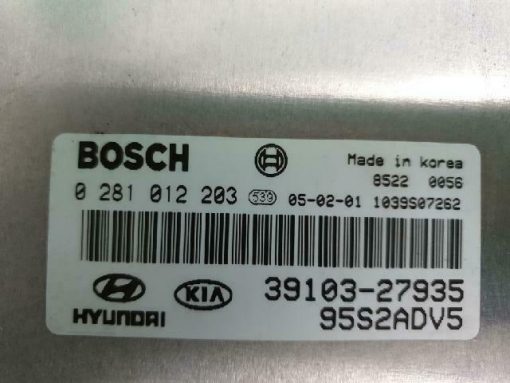 BOSCH Made in korea
8522 0056
0 281 012 203 539 05-02-01 1039S07262
KIA 39103-27935
HYUNDAI 95S2ADV5